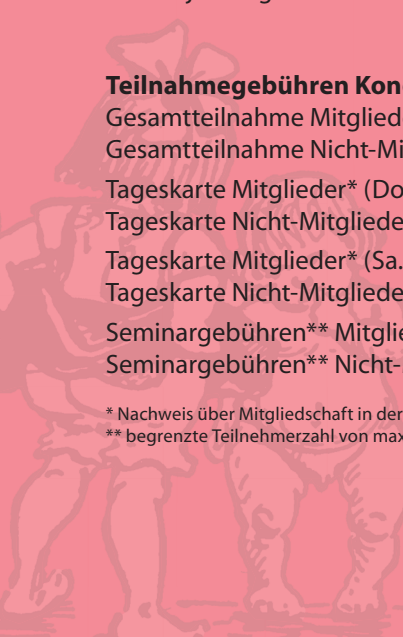 Teilnahmegebühren Kon
Gesamtteilnahme Mitglied
Gesamtteilnahme Nicht-Mi
Tageskarte Mitglieder* (Do
Tageskarte Nicht-Mitgliede
Tageskarte Mitglieder* (Sa.
Tageskarte Nicht-Mitgliede
Seminargebühren** Mitglie
Seminargebühren** Nicht-
* Nachweis über Mitgliedschaft in der
** begrenzte Teilnehmerzahl von max